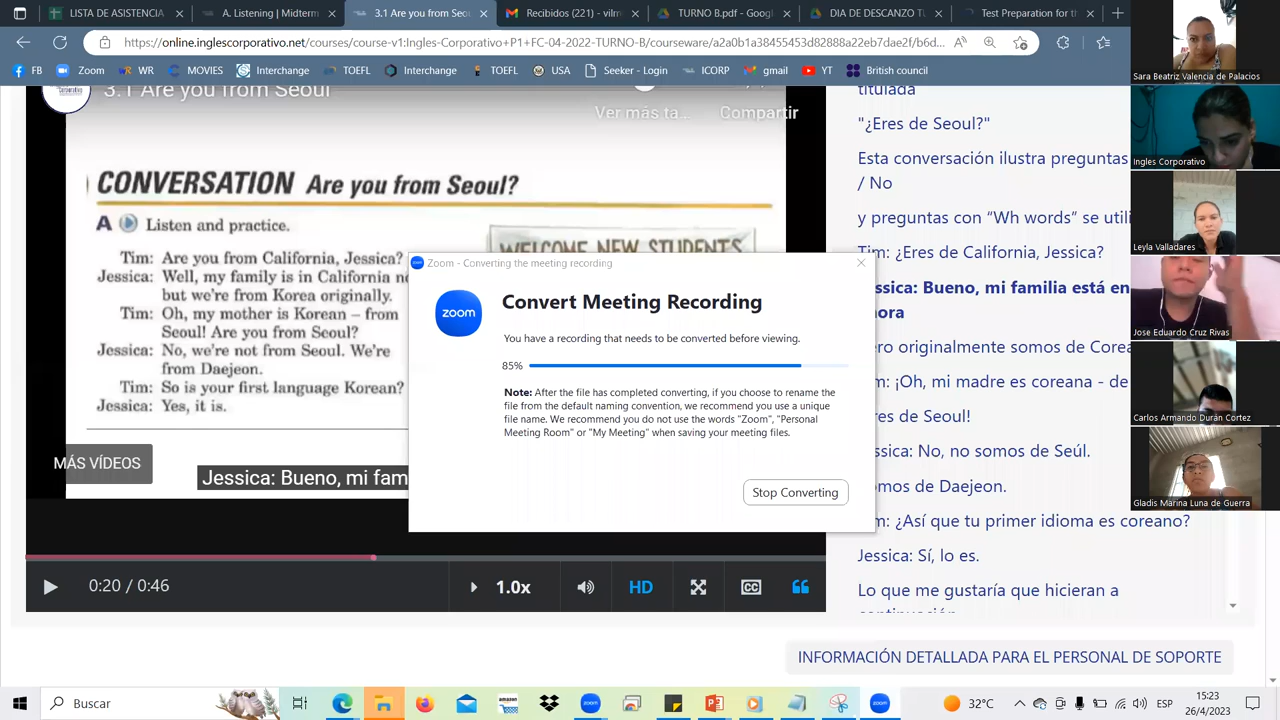 LISTA DE ASISTENCIA
A. Listening | Midterm
3.1 Are you from Seou
Recibidos (221) - vilm
TURNO B.pdf - Googl
DIA DE DESCANZO TU
Test Preparation for th
https://online.inglescorporativo.net/courses/course-v1:Ingles-Corporativo+P1+FC-04-2022-TURNO-B/courseware/a2a0b1a38455453d82888a22eb7dae2f/b6d...
FB
Zoom
WR
MOVIES
Interchange
TOEFL
Interchange
TOEFL
USA
Seeker - Login
ICORP
gmail
YT
British council
3.1 Are you from Seoul
Ver más ta...
Compartir
CONVERSATION Are you from Seoul?
A Listen and practice.
WELCOME NEW STUDENTS
Tim: Are you from California, Jessica?
Jessica: Well, my family is in California no
but we're from Korea originally.
Tim: Oh, my mother is Korean – from
Seoul! Are you from Seoul?
Jessica: No, we're not from Seoul. We're
from Daejeon.
Tim: So is your first language Korean?
Jessica: Yes, it is.
MÁS VÍDEOS
Jessica: Bueno, mi fam
0:20 / 0:46
1.0x
HD
CC
Zoom - Converting the meeting recording
zoom
Convert Meeting Recording
You have a recording that needs to be converted before viewing.
85%
Note: After the file has completed converting, if you choose to rename the
file from the default naming convention, we recommend you use a unique
file name. We recommend you do not use the words "Zoom", "Personal
Meeting Room" or "My Meeting" when saving your meeting files.
Stop Converting
titulada
"¿Eres de Seoul?"
Esta conversación ilustra preguntas
/ No
y preguntas con “Wh words” se utili
Tim: ¿Eres de California, Jessica?
essica: Bueno, mi familia está en
hora
ero originalmente somos de Corea
m: ¡Oh, mi madre es coreana - de
res de Seoul!
ssica: No, no somos de Seúl.
omos de Daejeon.
m: ¿Así que tu primer idioma es coreano?
Jessica: Sí, lo es.
Lo que me gustaría que hicieran a
continuación
INFORMACIÓN DETALLADA PARA EL PERSONAL DE SOPORTE
Sara Beatriz Valencia de Palacios
Ingles Corporativo
Leyla Valladares
Jose Eduardo Cruz Rivas
Carlos Armando Durán Cortez
Gladis Marina Luna de Guerra
Buscar
amazon
zoom
zoom
32°C
ESP
15:23
26/4/2023